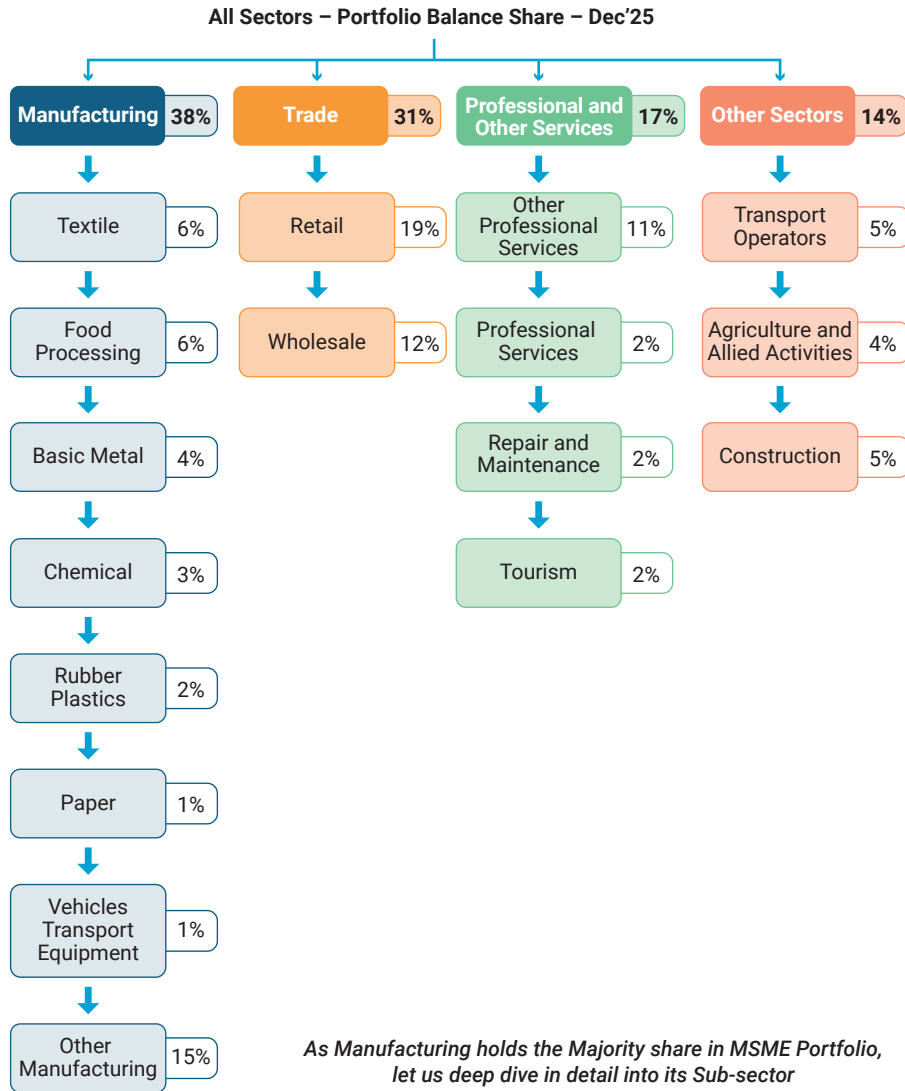 All Sectors – Portfolio Balance Share – Dec'25
Manufacturing 38%
Textile 6%
Food
Processing 6%
Basic Metal 4%
Chemical 3%
Rubber
Plastics 2%
Paper 1%
Vehicles
Transport
Equipment 1%
Other
Manufacturing 15%
Trade 31%
Retail 19%
Wholesale 12%
Professional and
Other Services 17%
Other
Professional
Services 11%
Professional
Services 2%
Repair and
Maintenance 2%
Tourism 2%
Other Sectors 14%
Transport
Operators 5%
Agriculture and
Allied Activities 4%
Construction 5%
As Manufacturing holds the Majority share in MSME Portfolio,
let us deep dive in detail into its Sub-sector